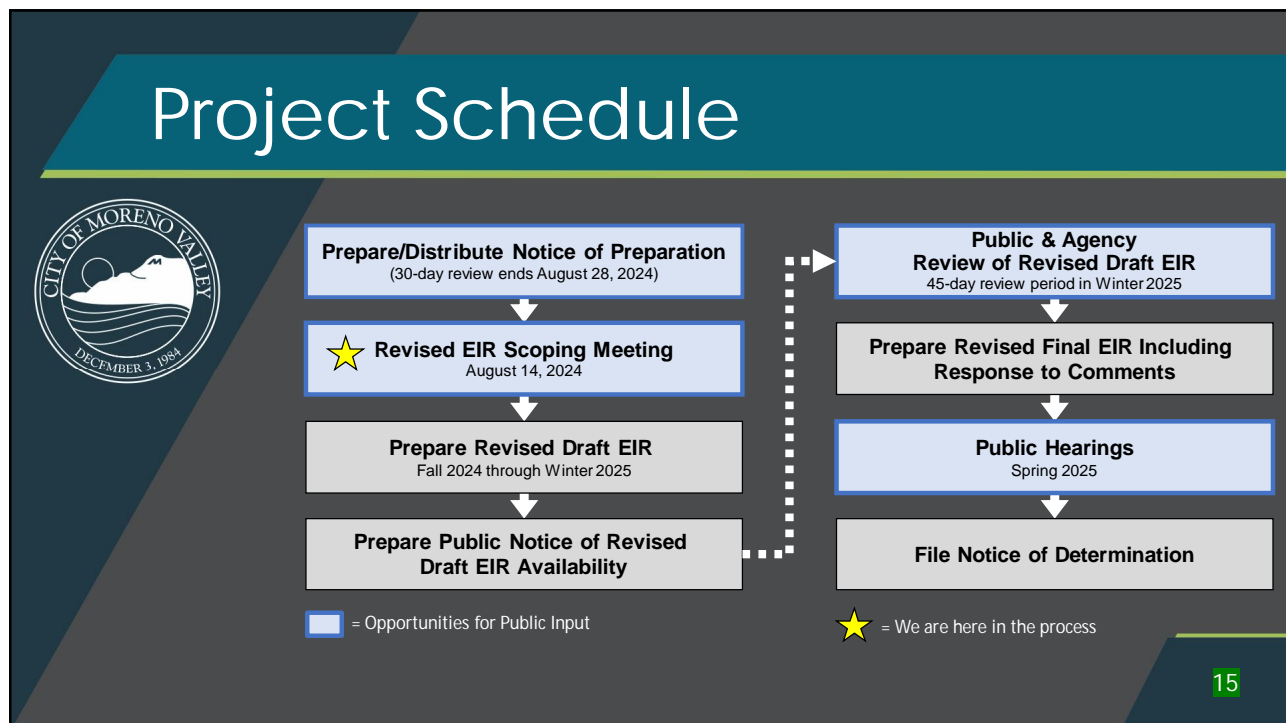 Project Schedule
CITY OF MORENO VALLEY
DECEMBER 3, 1984
Prepare/Distribute Notice of Preparation
(30-day review ends August 28, 2024)
Revised EIR Scoping Meeting
August 14, 2024
Prepare Revised Draft EIR
Fall 2024 through Winter 2025
Prepare Public Notice of Revised
Draft EIR Availability
Public & Agency
Review of Revised Draft EIR
45-day review period in Winter 2025
Prepare Revised Final EIR Including
Response to Comments
Public Hearings
Spring 2025
File Notice of Determination
= Opportunities for Public Input
= We are here in the process
15